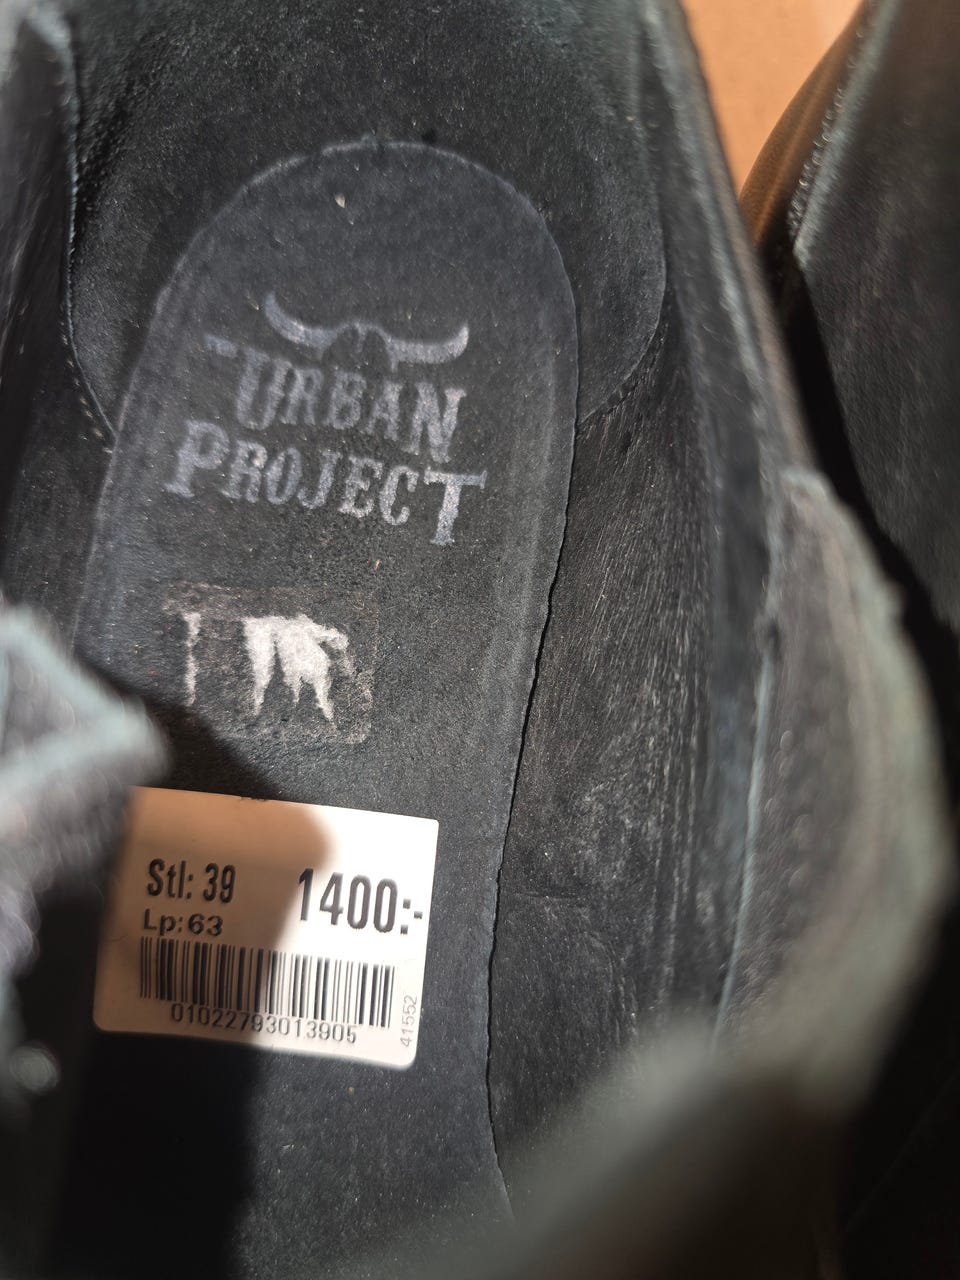 URBAN
PROJECT
Stl: 39
1400:-
Lp: 63
01022793013905
41552